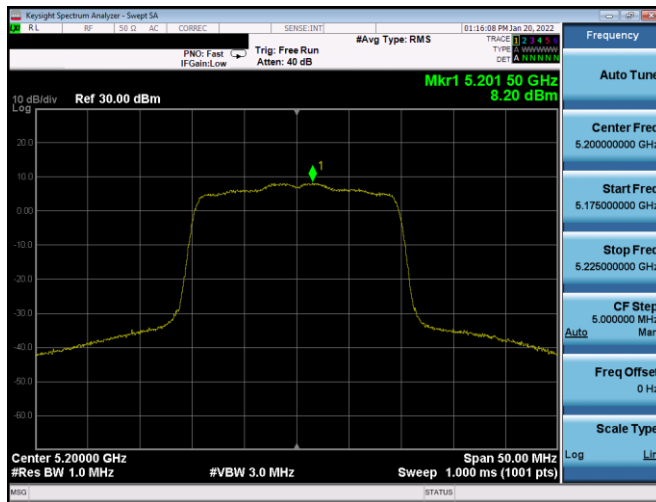 Keysight Spectrum Analyzer - Swept SA
RL RF 50 Ω AC CORREC SENSE:INT 01:16:08 PM Jan 20, 2022
Frequency
#Avg Type: RMS
TRACE 1 2 3 4 5 6
TYPE A WWWWW
DET A N N N N N
PNO: Fast
IFGain:Low
Trig: Free Run
Atten: 40 dB
Auto Tune
Mkr1 5.201 50 GHz
8.20 dBm
10 dB/div
Log
Ref 30.00 dBm
Center Freq
5.200000000 GHz
20.0
10.0
0.00
-10.0
-20.0
-30.0
-40.0
-50.0
-60.0
1
Start Freq
5.175000000 GHz
Stop Freq
5.225000000 GHz
CF Step
5.000000 MHz
Auto Man
Freq Offset
0 Hz
Scale Type
Log Lin
Center 5.20000 GHz
#Res BW 1.0 MHz
#VBW 3.0 MHz
Span 50.00 MHz
Sweep 1.000 ms (1001 pts)
MSG
STATUS